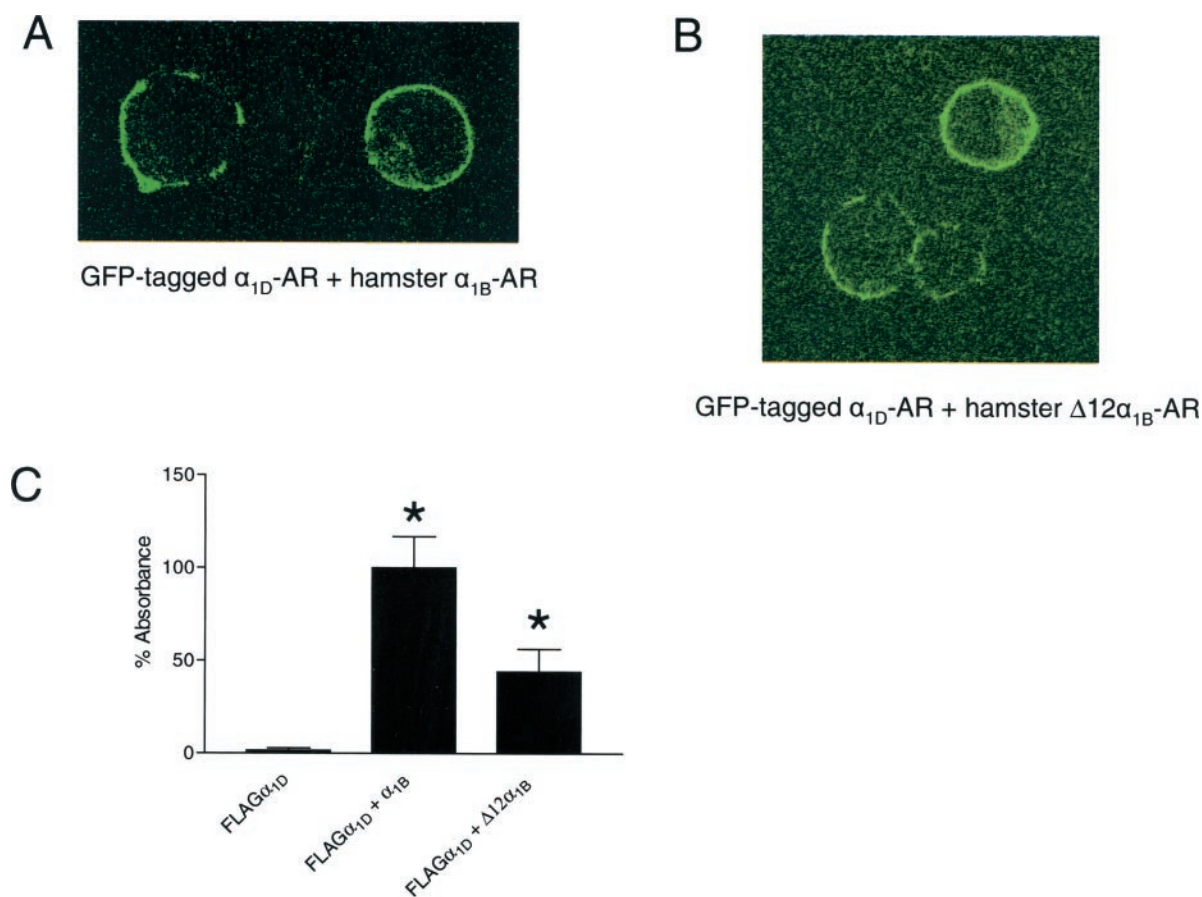 A
B
GFP-tagged α1D-AR + hamster α1B-AR
GFP-tagged α1D-AR + hamster Δ12α1B-AR
C
% Absorbance
150
100
50
0
*
*
FLAGα1D
FLAGα1D + α1B
FLAGα1D + Δ12α1B